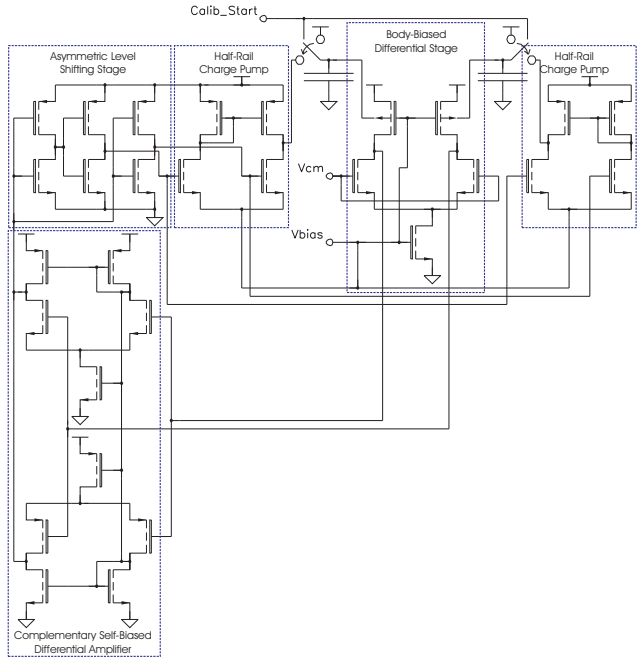 Calib_Start
Asymmetric Level
Shifting Stage
Half-Rail
Charge Pump
Body-Biased
Differential Stage
Half-Rail
Charge Pump
Vcm
Vbias
Complementary Self-Biased
Differential Amplifier